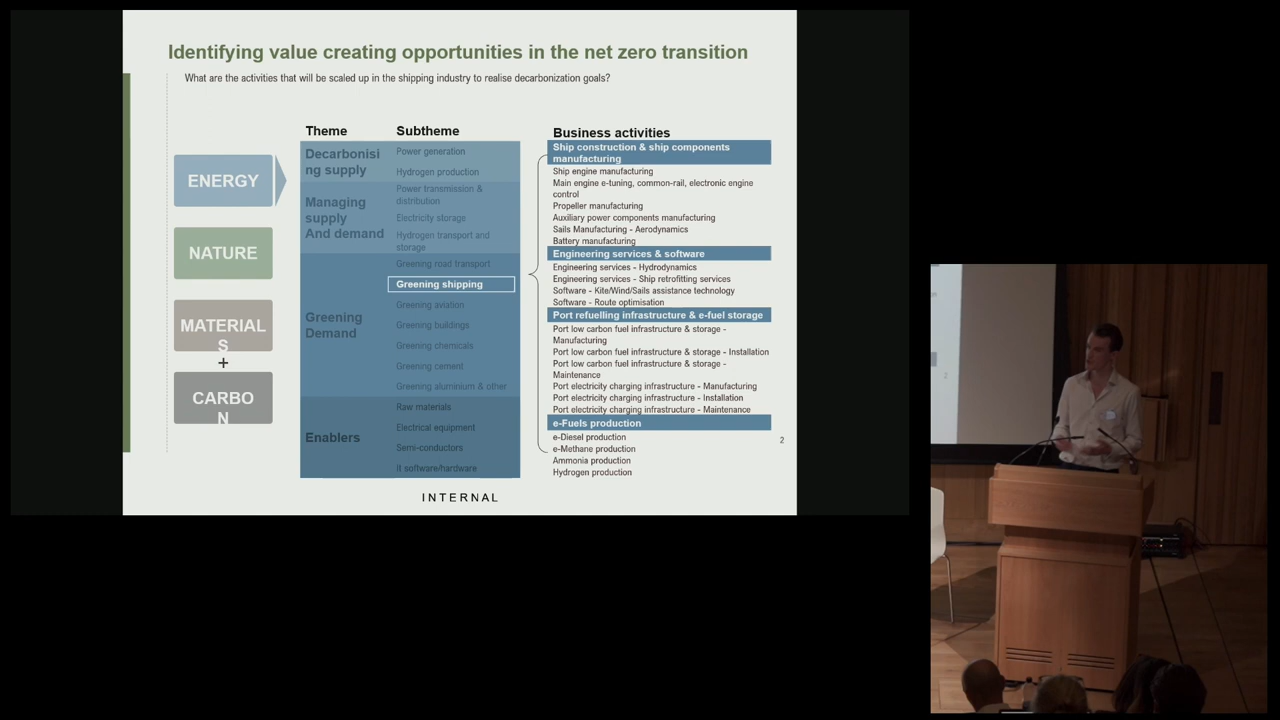 Identifying value creating opportunities in the net zero transition
What are the activities that will be scaled up in the shipping industry to realise decarbonization goals?
ENERGY
NATURE
MATERIAL
S
+
CARBO
N
Theme
Subtheme
Decarbonisi
ng supply
Power generation
Hydrogen production
Managing
supply
And demand
Power transmission &
distribution
Electricity storage
Hydrogen transport and
storage
Greening
Demand
Greening road transport
Greening shipping
Greening aviation
Greening buildings
Greening chemicals
Greening cement
Greening aluminium & other
Enablers
Raw materials
Electrical equipment
Semi-conductors
II software/hardware
Business activities
Ship construction & ship components
manufacturing
Ship engine manufacturing
Main engine e-tuning, common-rail, electronic engine
control
Propeller manufacturing
Auxiliary power components manufacturing
Sails Manufacturing - Aerodynamics
Battery manufacturing
Engineering services & software
Engineering services - Hydrodynamics
Engineering services - Ship retrofitting services
Software - Kite/Wind/Sails assistance technology
Software - Route optimisation
Port refuelling infrastructure & e-fuel storage
Port low carbon fuel infrastructure & storage -
Manufacturing
Port low carbon fuel infrastructure & storage - Installation
Port low carbon fuel infrastructure & storage -
Maintenance
Port electricity charging infrastructure - Manufacturing
Port electricity charging infrastructure - Installation
Port electricity charging infrastructure - Maintenance
e-Fuels production
e-Diesel production
e-Methane production
Ammonia production
Hydrogen production
2
INTERNAL